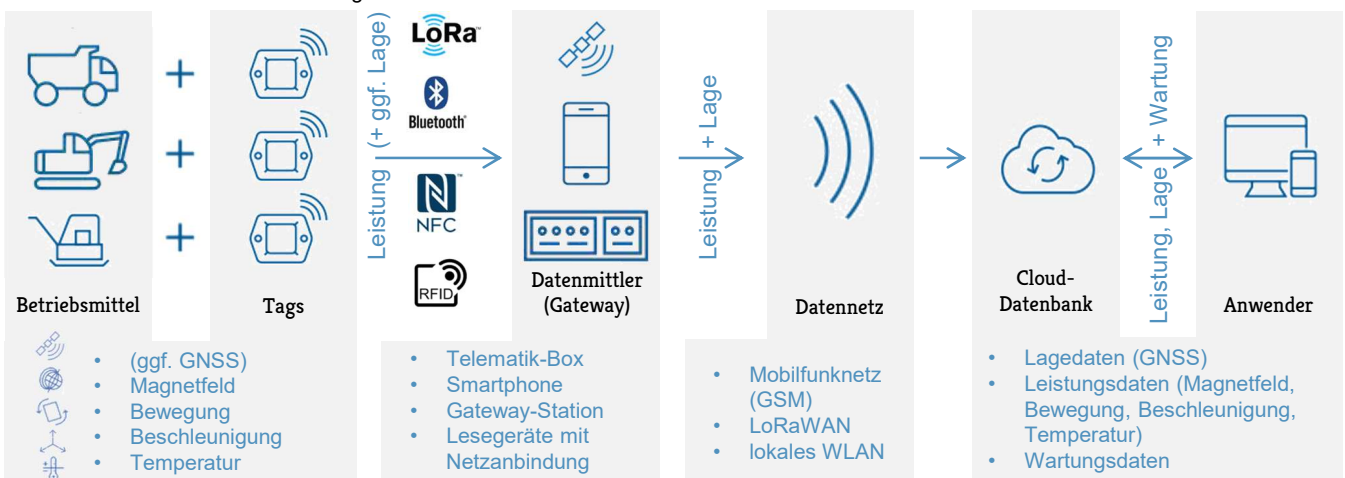 Leistung (+ ggf. Lage)
LoRa™
Bluetooth®
NFC
RFID
Leistung + Lage
Leistung, Lage + Wartung
Betriebsmittel
Tags
Datenmittler
(Gateway)
Datennetz
Cloud-
Datenbank
Anwender
• (ggf. GNSS)
• Magnetfeld
• Bewegung
• Beschleunigung
• Temperatur
• Telematik-Box
• Smartphone
• Gateway-Station
• Lesegeräte mit
Netzanbindung
• Mobilfunknetz
(GSM)
• LoRaWAN
• lokales WLAN
• Lagedaten (GNSS)
• Leistungsdaten (Magnetfeld,
Bewegung, Beschleunigung,
Temperatur)
• Wartungsdaten